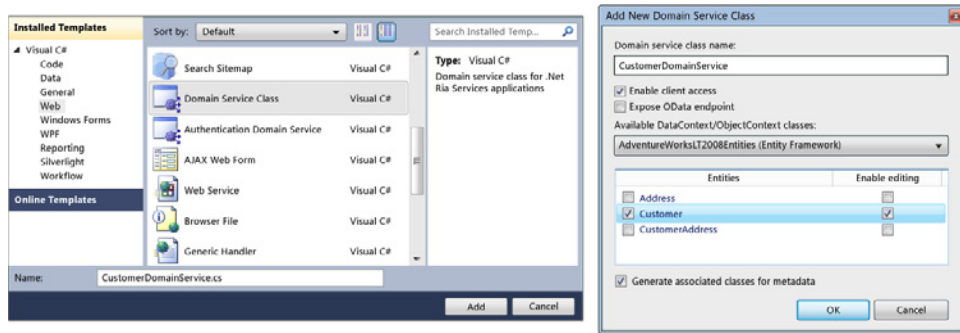 Installed Templates
Visual C#
Code
Data
General
Web
Windows Forms
WPF
Reporting
Silverlight
Workflow
Online Templates
Sort by: Default
Search Installed Temp...
Search Sitemap Visual C#
Domain Service Class Visual C#
Authentication Domain Service Visual C#
AJAX Web Form Visual C#
Web Service Visual C#
Browser File Visual C#
Generic Handler Visual C#
Type: Visual C#
Domain service class for .Net
Ria Services applications
Name: CustomerDomainService.cs
Add Cancel
Add New Domain Service Class
Domain service class name:
CustomerDomainService
Enable client access
Expose OData endpoint
Available DataContext/ObjectContext classes:
AdventureWorksLT2008Entities (Entity Framework)
Entities Enable editing
Address
Customer
CustomerAddress
Generate associated classes for metadata
OK Cancel